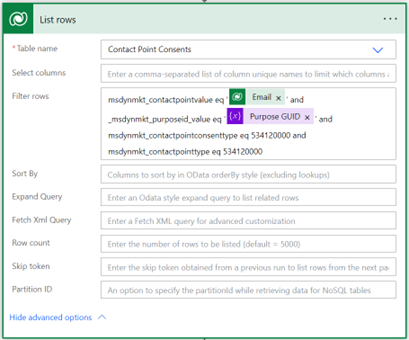 List rows
* Table name
Contact Point Consents
Select columns
Enter a comma-separated list of column unique names to limit which columns a
Filter rows
msdynmkt_contactpointvalue eq ' Email x ' and
_msdynmkt_purposeid_value eq ' {x} Purpose GUID x ' and
msdynmkt_contactpointconsenttype eq 534120000 and
msdynmkt_contactpointtype eq 534120000
Sort By
Columns to sort by in OData orderBy style (excluding lookups)
Expand Query
Enter an Odata style expand query to list related rows
Fetch Xml Query
Enter a Fetch XML query for advanced customization
Row count
Enter the number of rows to be listed (default = 5000)
Skip token
Enter the skip token obtained from a previous run to list rows from the next pa
Partition ID
An option to specify the partitionId while retrieving data for NoSQL tables
Hide advanced options